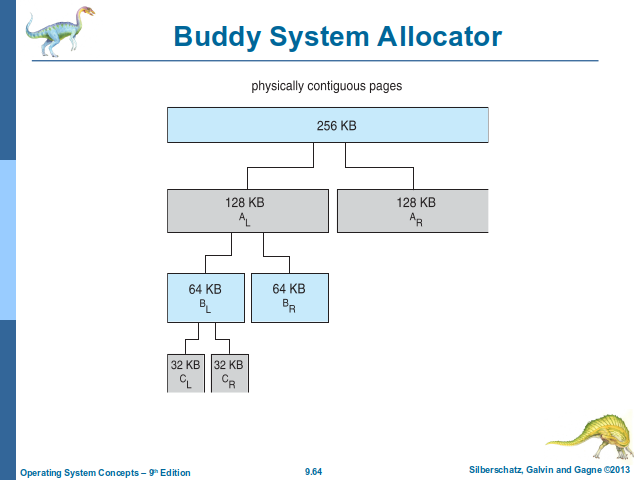 Buddy System Allocator
physically contiguous pages
256 KB
128 KB
A_L
128 KB
A_R
64 KB
B_L
64 KB
B_R
32 KB
C_L
32 KB
C_R
Operating System Concepts – 9th Edition
9.64
Silberschatz, Galvin and Gagne ©2013